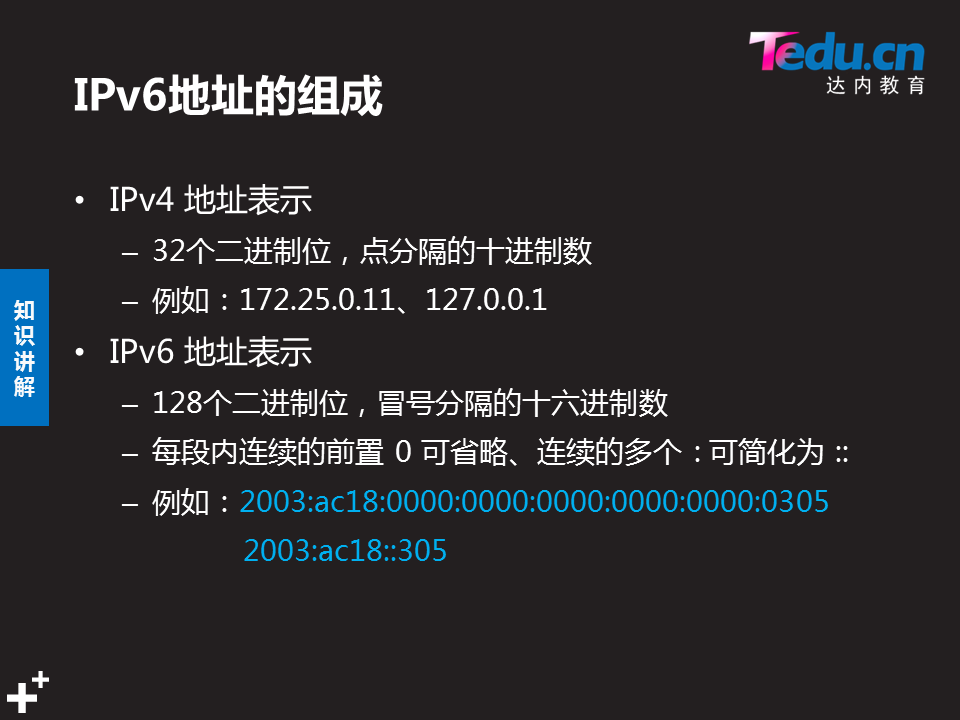 Tedu.cn
达内教育
IPv6地址的组成
• IPv4 地址表示
– 32个二进制位，点分隔的十进制数
– 例如：172.25.0.11、127.0.0.1
知识讲解
• IPv6 地址表示
– 128个二进制位，冒号分隔的十六进制数
– 每段内连续的前置 0 可省略、连续的多个 : 可简化为 ::
– 例如：2003:ac18:0000:0000:0000:0000:0000:0305
2003:ac18::305